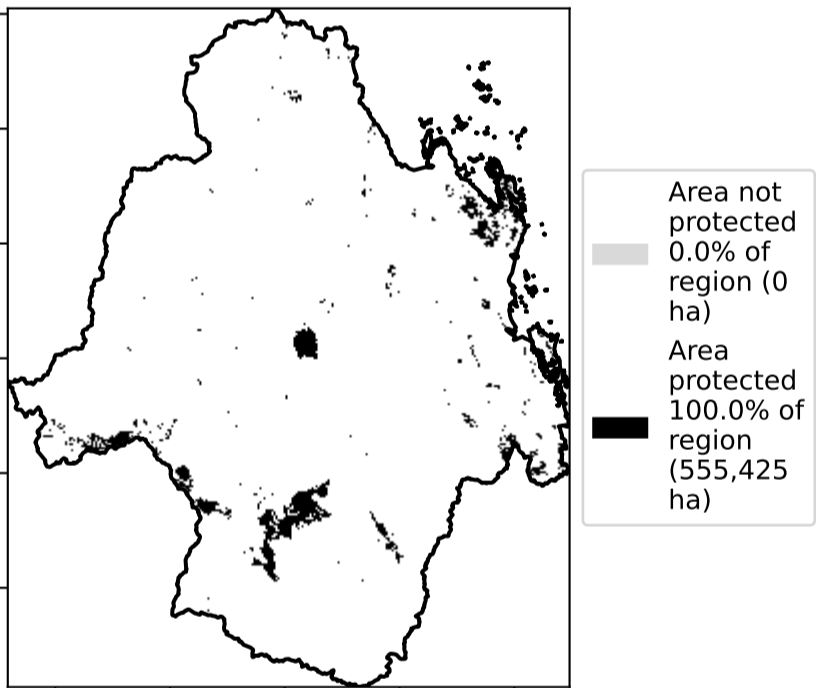 Area not
protected
0.0% of
region (0
ha)
Area
protected
100.0% of
region
(555,425
ha)